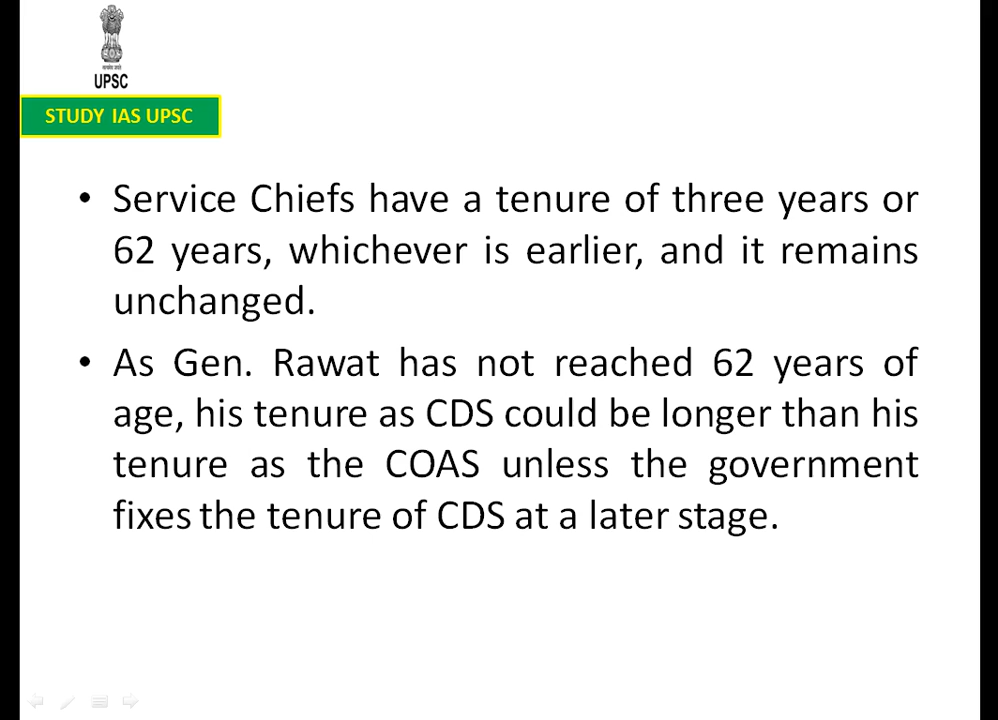 UPSC
STUDY IAS UPSC
• Service Chiefs have a tenure of three years or
62 years, whichever is earlier, and it remains
unchanged.
• As Gen. Rawat has not reached 62 years of
age, his tenure as CDS could be longer than his
tenure as the COAS unless the government
fixes the tenure of CDS at a later stage.